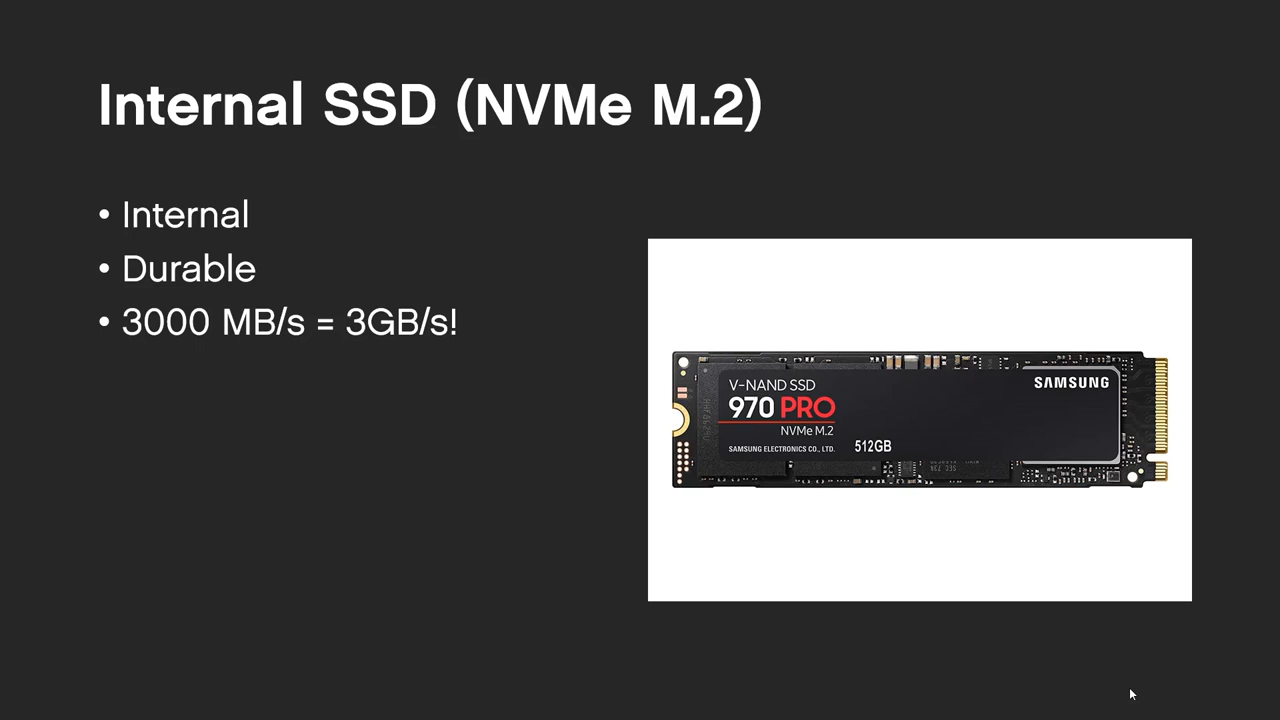 Internal SSD (NVMe M.2)
• Internal
• Durable
• 3000 MB/s = 3GB/s!
V-NAND SSD
SAMSUNG
970 PRO
NVMe M.2
SAMSUNG ELECTRONICS CO., LTD.
512GB